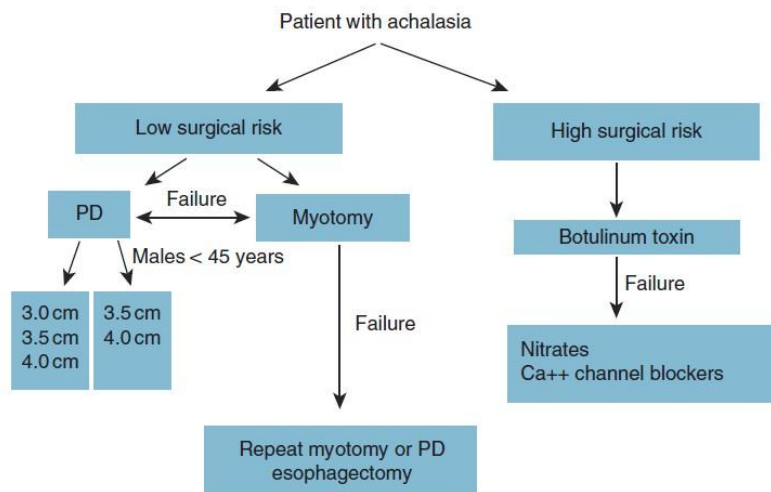 Patient with achalasia
Low surgical risk
High surgical risk
PD
Failure
Myotomy
Botulinum toxin
Males < 45 years
Failure
3.0 cm
3.5 cm
4.0 cm
3.5 cm
4.0 cm
Failure
Nitrates
Ca++ channel blockers
Repeat myotomy or PD
esophagectomy